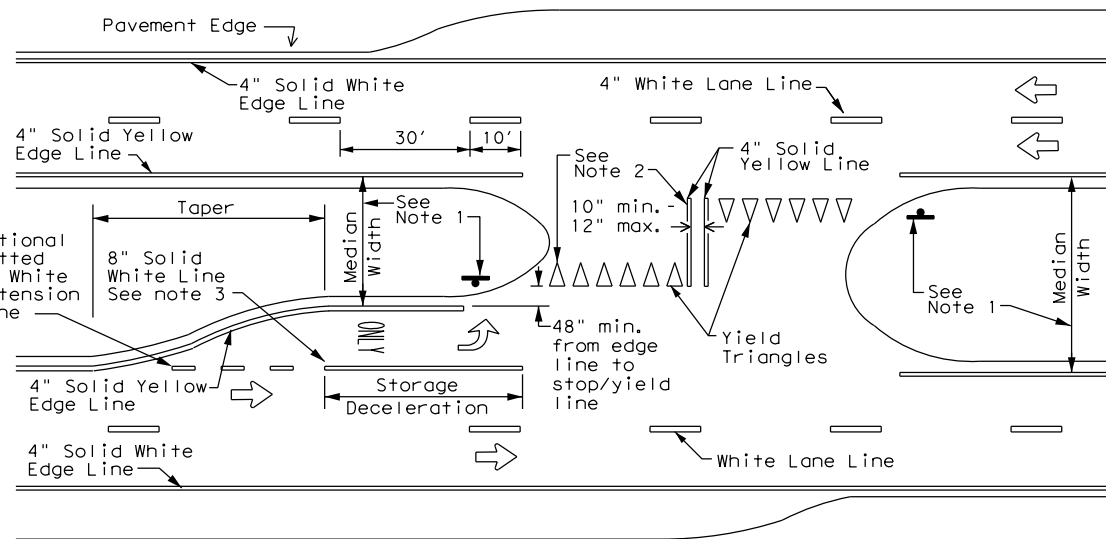 Pavement Edge
4" Solid White
Edge Line
4" White Lane Line
4" Solid Yellow
Edge Line
30'
10'
See
Note 2
4" Solid
Yellow Line
Taper
See
Note 1
10" min.
12" max.
Median
Width
8" Solid
White Line
See note 3
ONLY
48" min.
from edge
line to
stop/yield
line
Yield
Triangles
See
Note 1
Median
Width
4" Solid Yellow
Edge Line
Storage
Deceleration
4" Solid White
Edge Line
White Lane Line
White